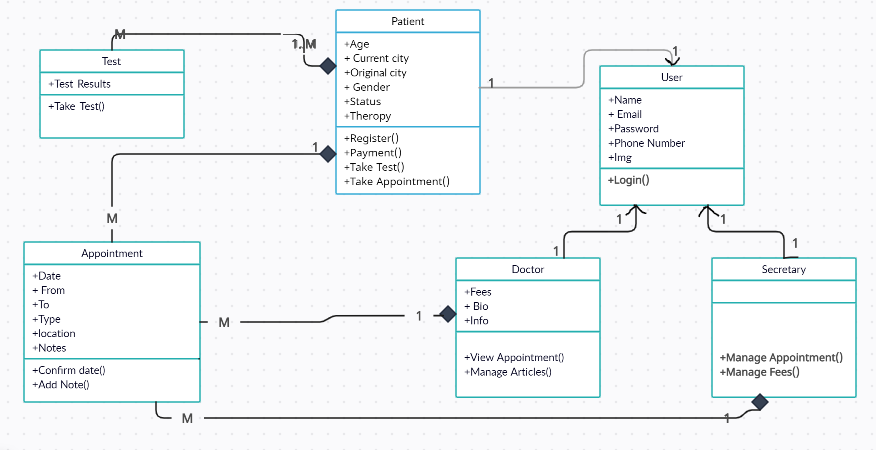 Patient
+Age
+ Current city
+Original city
+ Gender
+Status
+Theropy
+Register()
+Payment()
+Take Test()
+Take Appointment()
M
1..M
Test
+Test Results
+Take Test()
1
1
User
+Name
+ Email
+Password
+Phone Number
+Img
+Login()
1
M
Appointment
+Date
+ From
+To
+Type
+location
+Notes
+Confirm date()
+Add Note()
M
1
1
1
Doctor
+Fees
+ Bio
+Info
+View Appointment()
+Manage Articles()
1
1
Secretary
+Manage Appointment()
+Manage Fees()
M
1